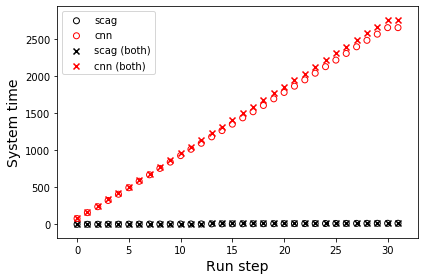 scag
cnn
scag (both)
cnn (both)
System time
2500
2000
1500
1000
500
0
0
5
10
15
20
25
30
Run step